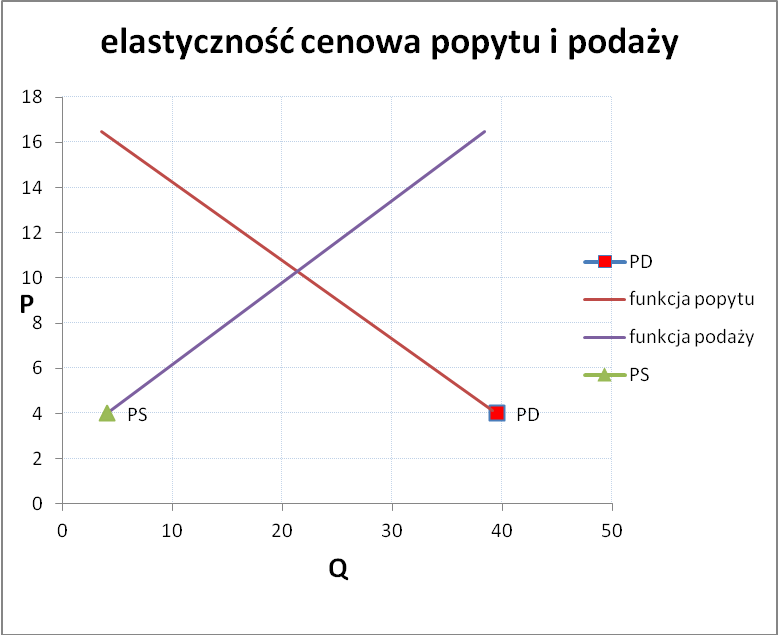 elastyczność cenowa popytu i podaży
18
16
14
12
10
8
6
4
2
0
P
PS
PD
0 10 20 30 40 50
Q
PD
funkcja popytu
funkcja podaży
PS